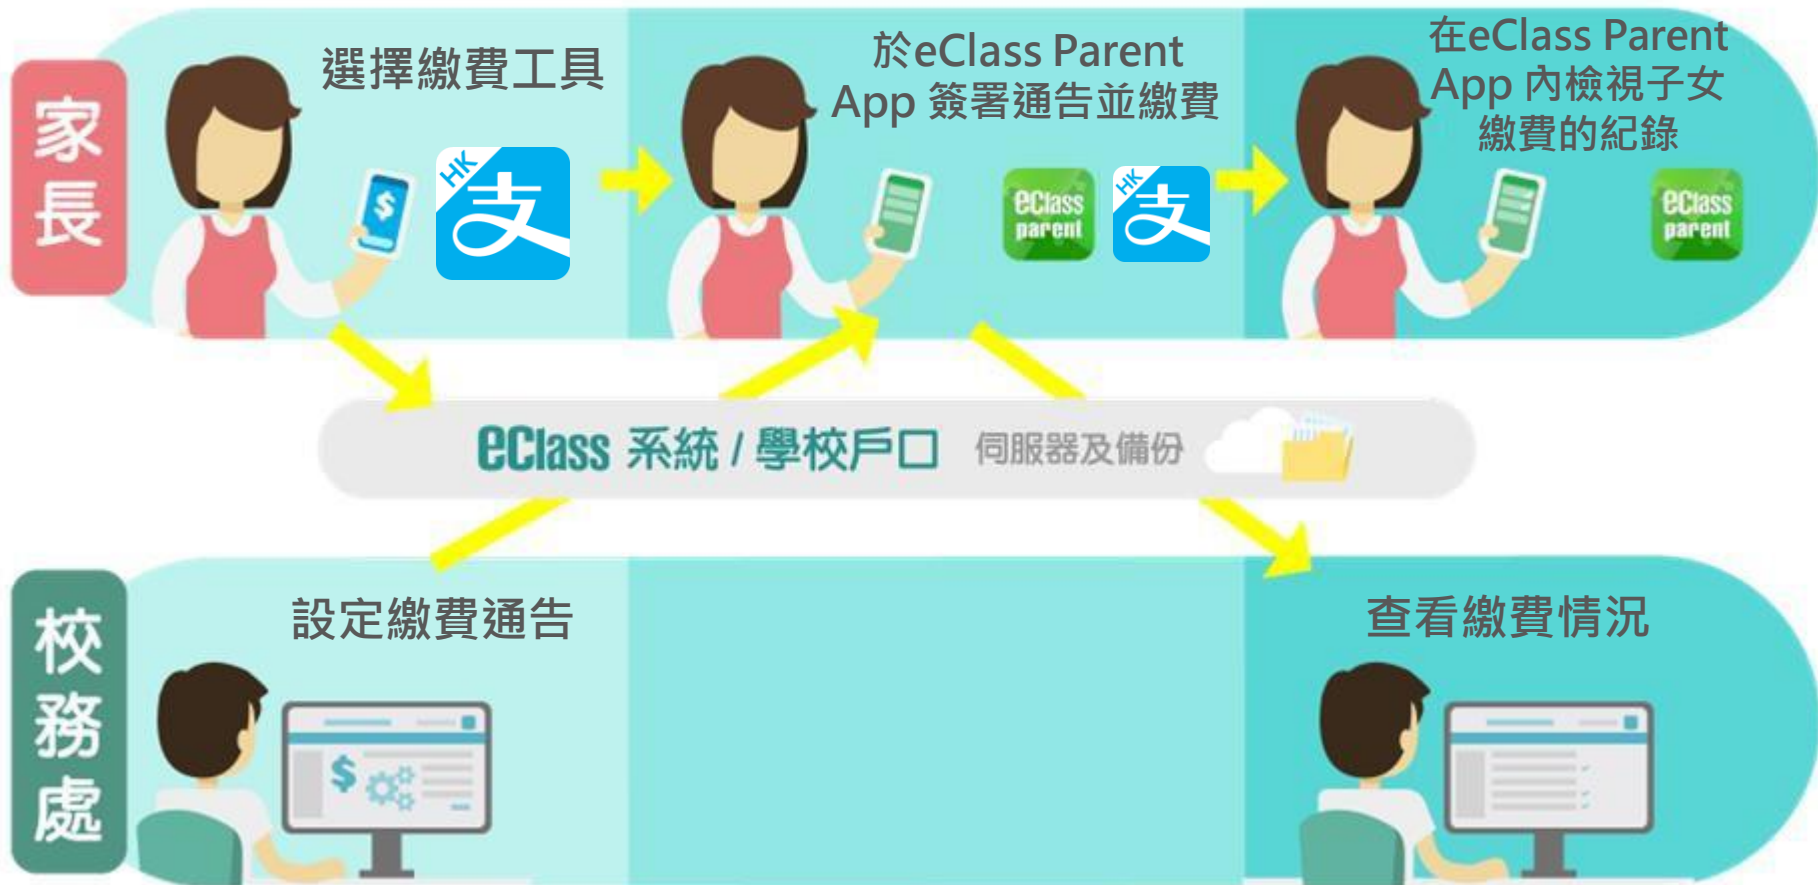 家長
選擇繳費工具
HK
支
於eClass Parent
App 簽署通告並繳費
eClass
parent
HK
支
在eClass Parent
App 內檢視子女
繳費的紀錄
eClass
parent
$
eClass 系統 / 學校戶口 伺服器及備份
校務處
設定繳費通告
$
查看繳費情況